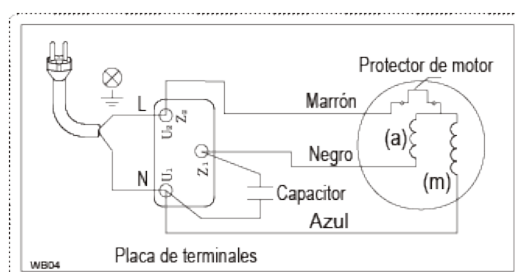 Protector de motor
L
U₂ Z₂
Marrón
(a)
Negro
Z₁
(m)
N
U₁
Capacitor
Azul
Placa de terminales
WB04